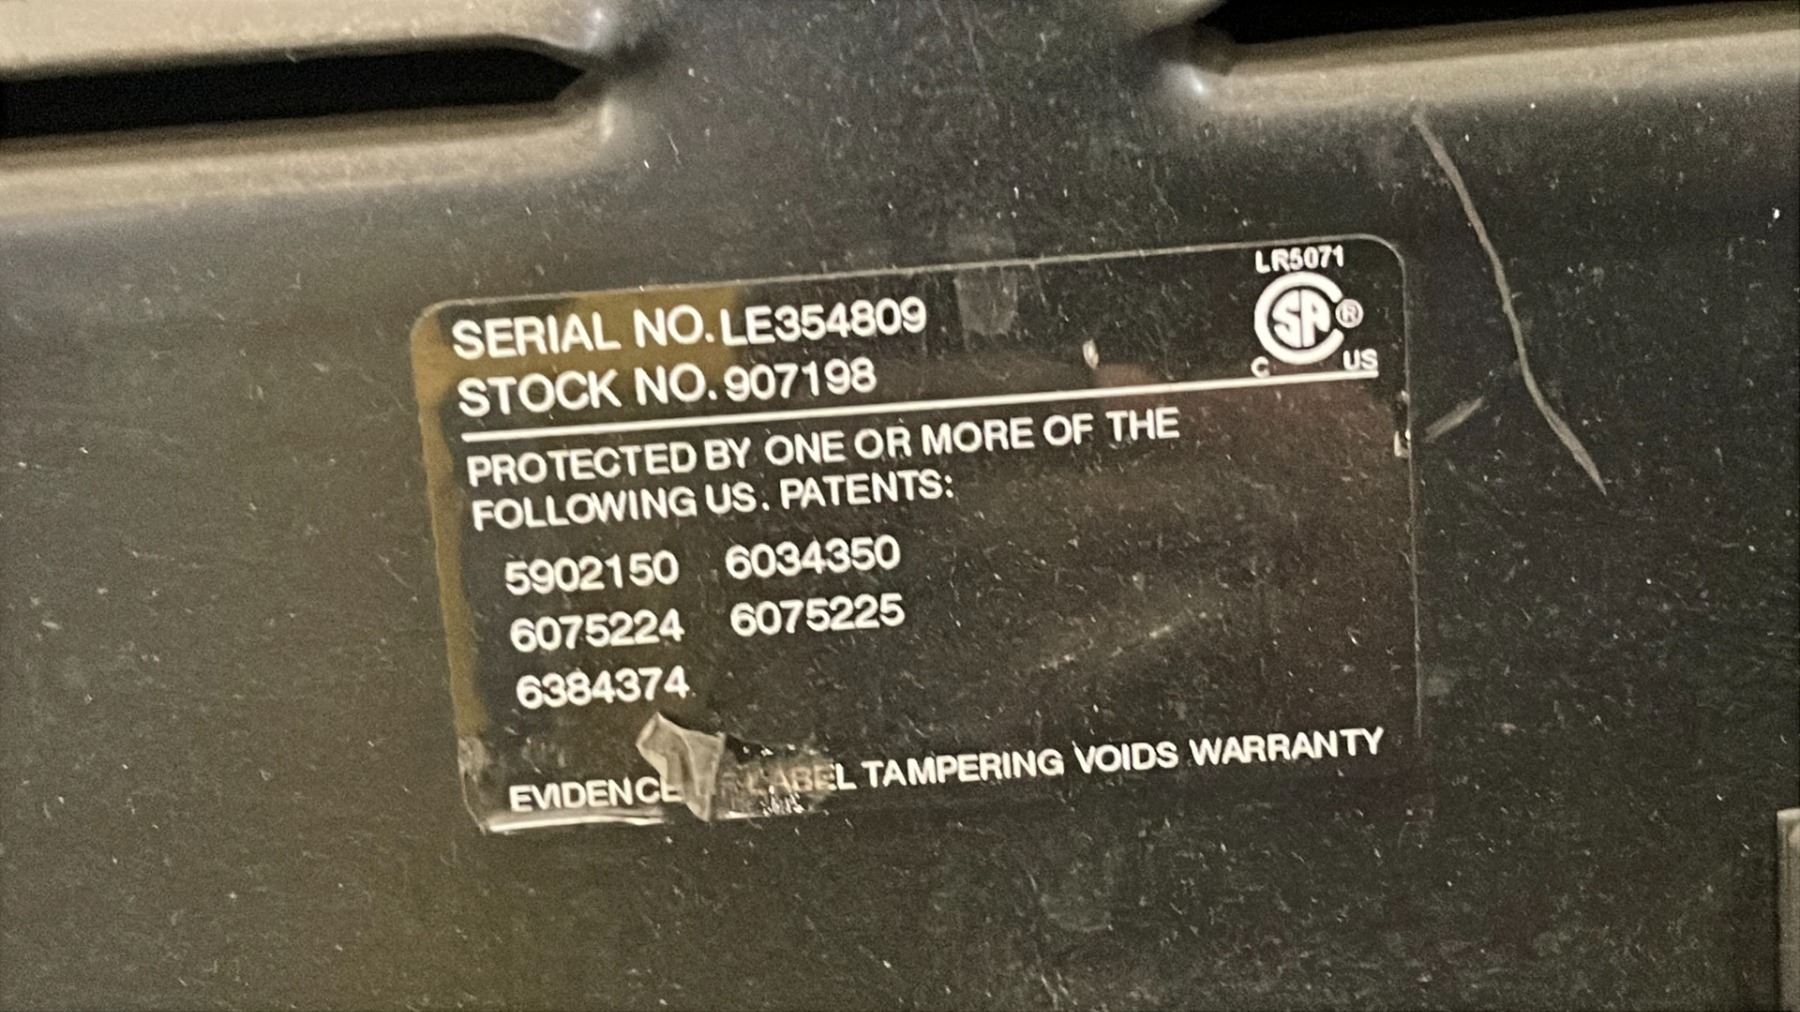 LR5071
SERIAL NO. LE354809
SA ®
C US
STOCK NO. 907198
PROTECTED BY ONE OR MORE OF THE
FOLLOWING US. PATENTS:
5902150 6034350
6075224 6075225
6384374
EVIDENCE LABEL TAMPERING VOIDS WARRANTY